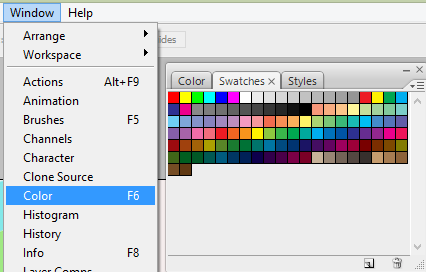 Window Help
Arrange
Workspace
Actions Alt+F9
Animation
Brushes F5
Channels
Character
Clone Source
Color F6
Histogram
History
Info F8
Layer Comps
Color Swatches × Styles